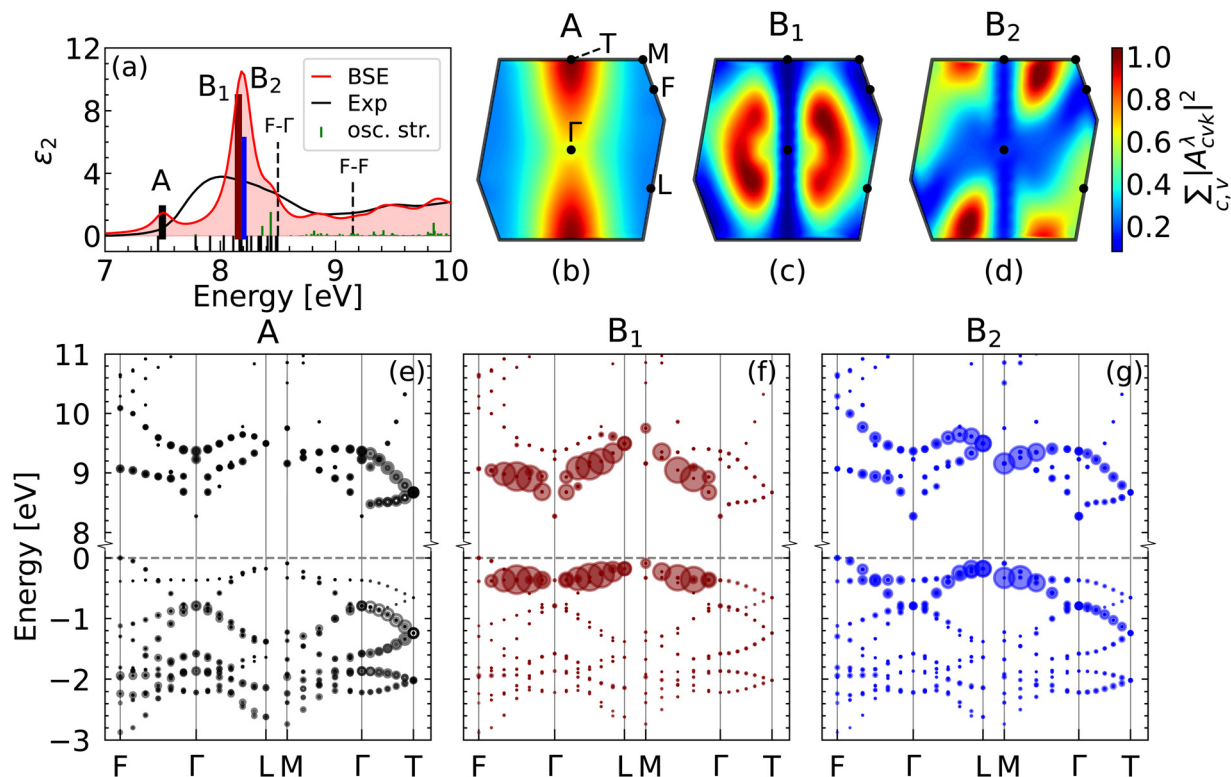 (a)
ε₂
12
8
4
0
A
B₁
B₂
BSE
Exp
osc. str.
F-Γ
F-F
7
8
9
10
Energy [eV]
A
T
M
F
Γ
L
(b)
B₁
(c)
B₂
(d)
1.0
0.8
0.6
0.4
0.2
∑c,v |Aλcvk|²
A
B₁
B₂
(e)
(f)
(g)
Energy [eV]
11
10
9
8
0
−1
−2
−3
F Γ L M Γ T
F Γ L M Γ T
F Γ L M Γ T